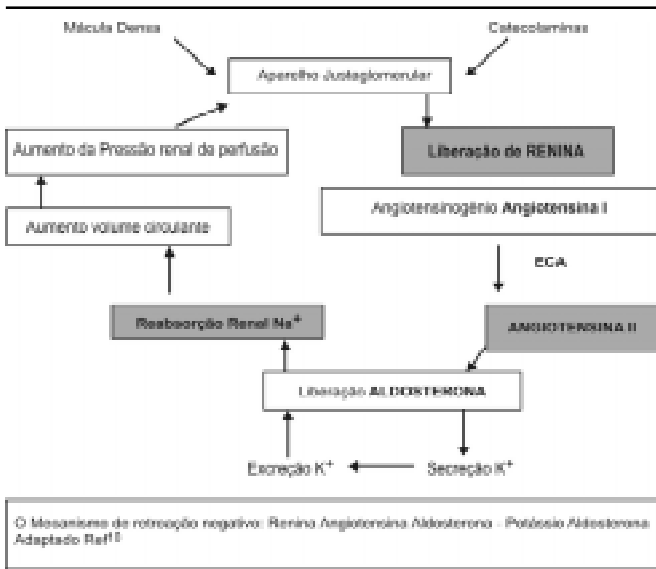 Mácula Densa
Catecolaminas
Aparelho Justaglomerular
Aumento da Pressão renal de perfusão
Liberação de RENINA
Angiotensinogênio Angiotensina I
Aumento volume circulante
ECA
Reabsorção Renal Na+
ANGIOTENSINA II
Liberação ALDOSTERONA
Excreção K+
Secreção K+
O Mecanismo de retroação negativo: Renina Angiotensina Aldosterona - Potássio Aldosterona
Adaptado Ref